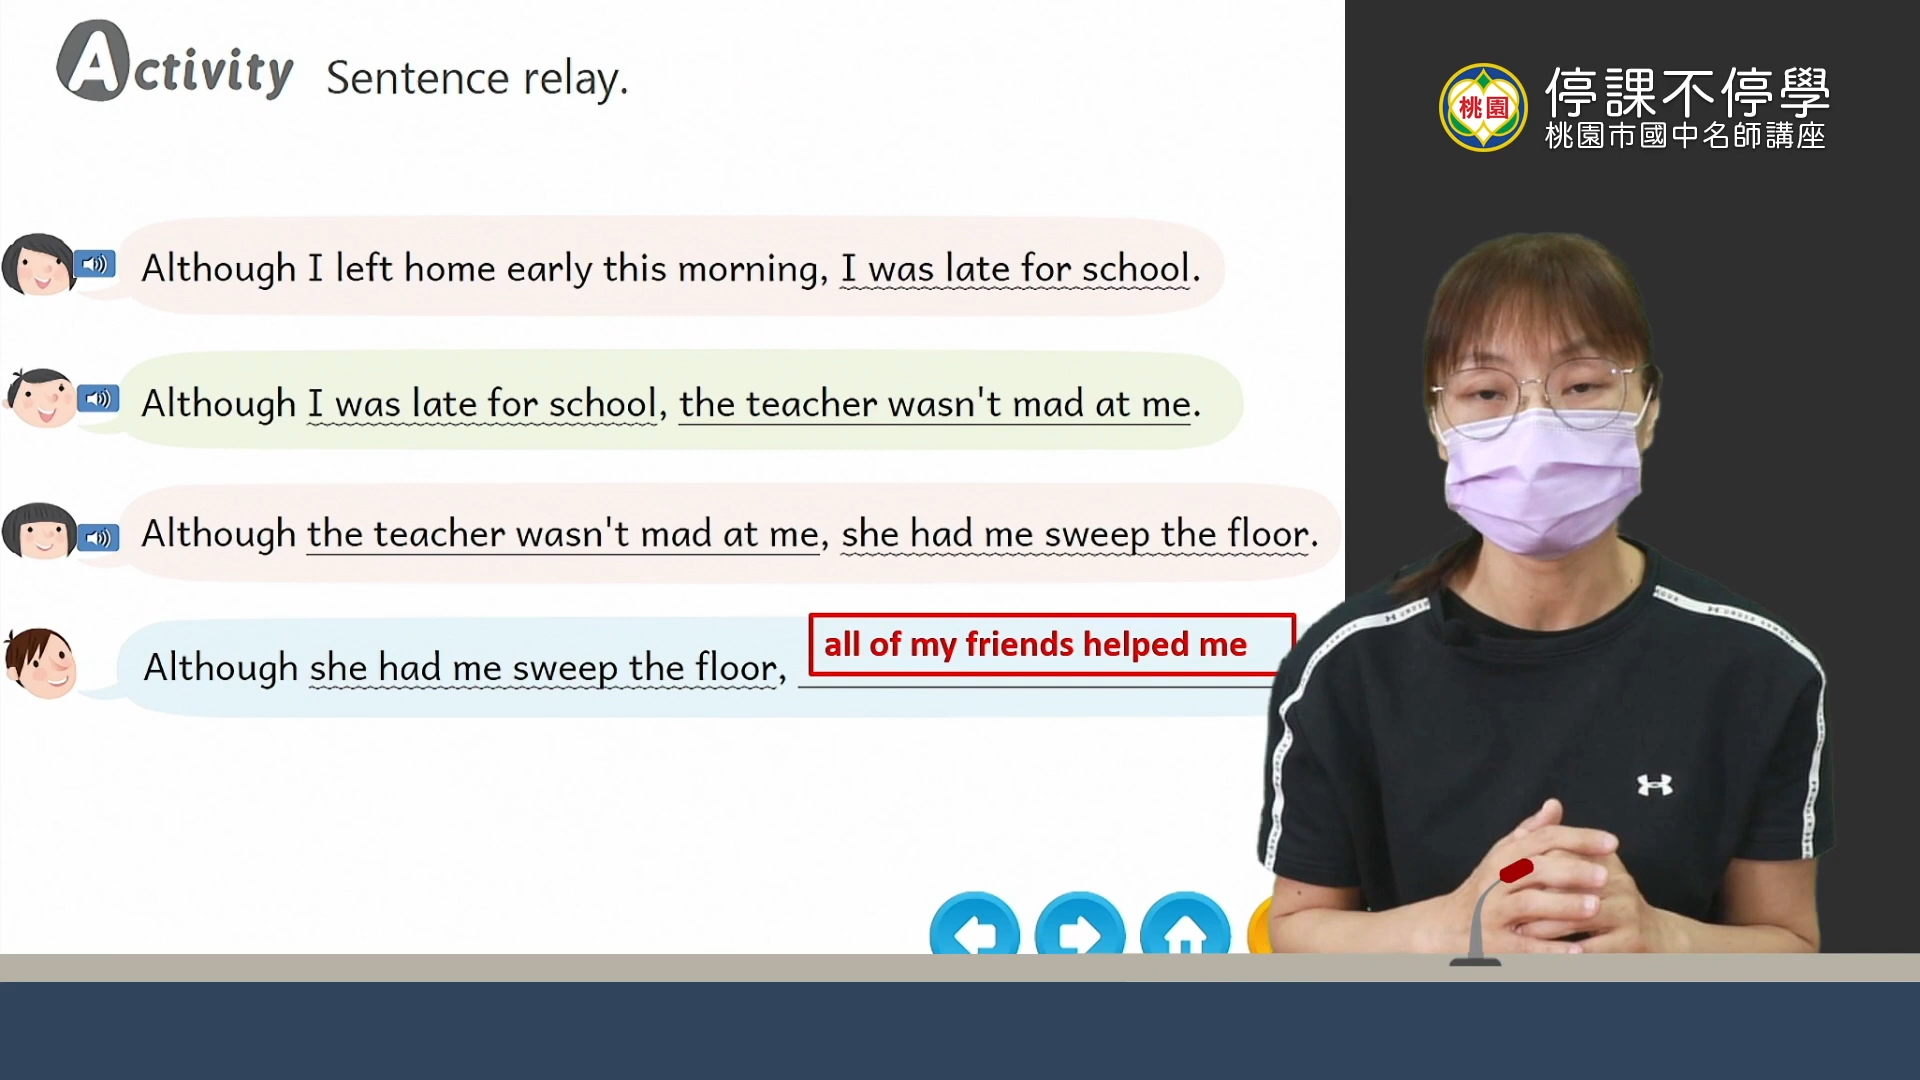 Activity Sentence relay.
桃園
停課不停學
桃園市國中名師講座
Although I left home early this morning, I was late for school.
Although I was late for school, the teacher wasn't mad at me.
Although the teacher wasn't mad at me, she had me sweep the floor.
all of my friends helped me
Although she had me sweep the floor,